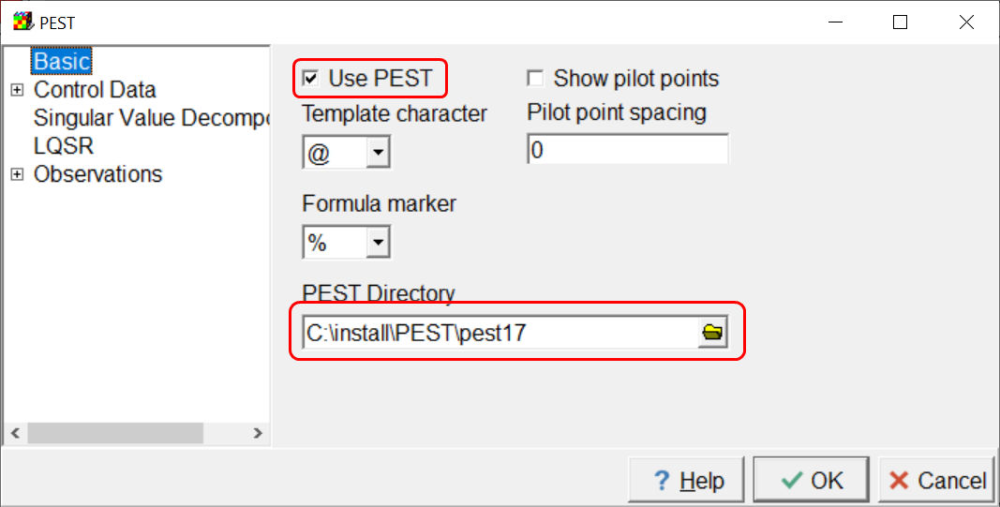 PEST
Basic
Control Data
Singular Value Decompo
LQSR
Observations
Use PEST
Show pilot points
Template character
Pilot point spacing
@
0
Formula marker
%
PEST Directory
C:\install\PEST\pest17
Help
OK
Cancel